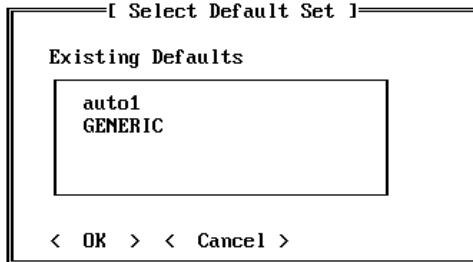 [ Select Default Set ]
Existing Defaults
auto1
GENERIC
< OK > < Cancel >